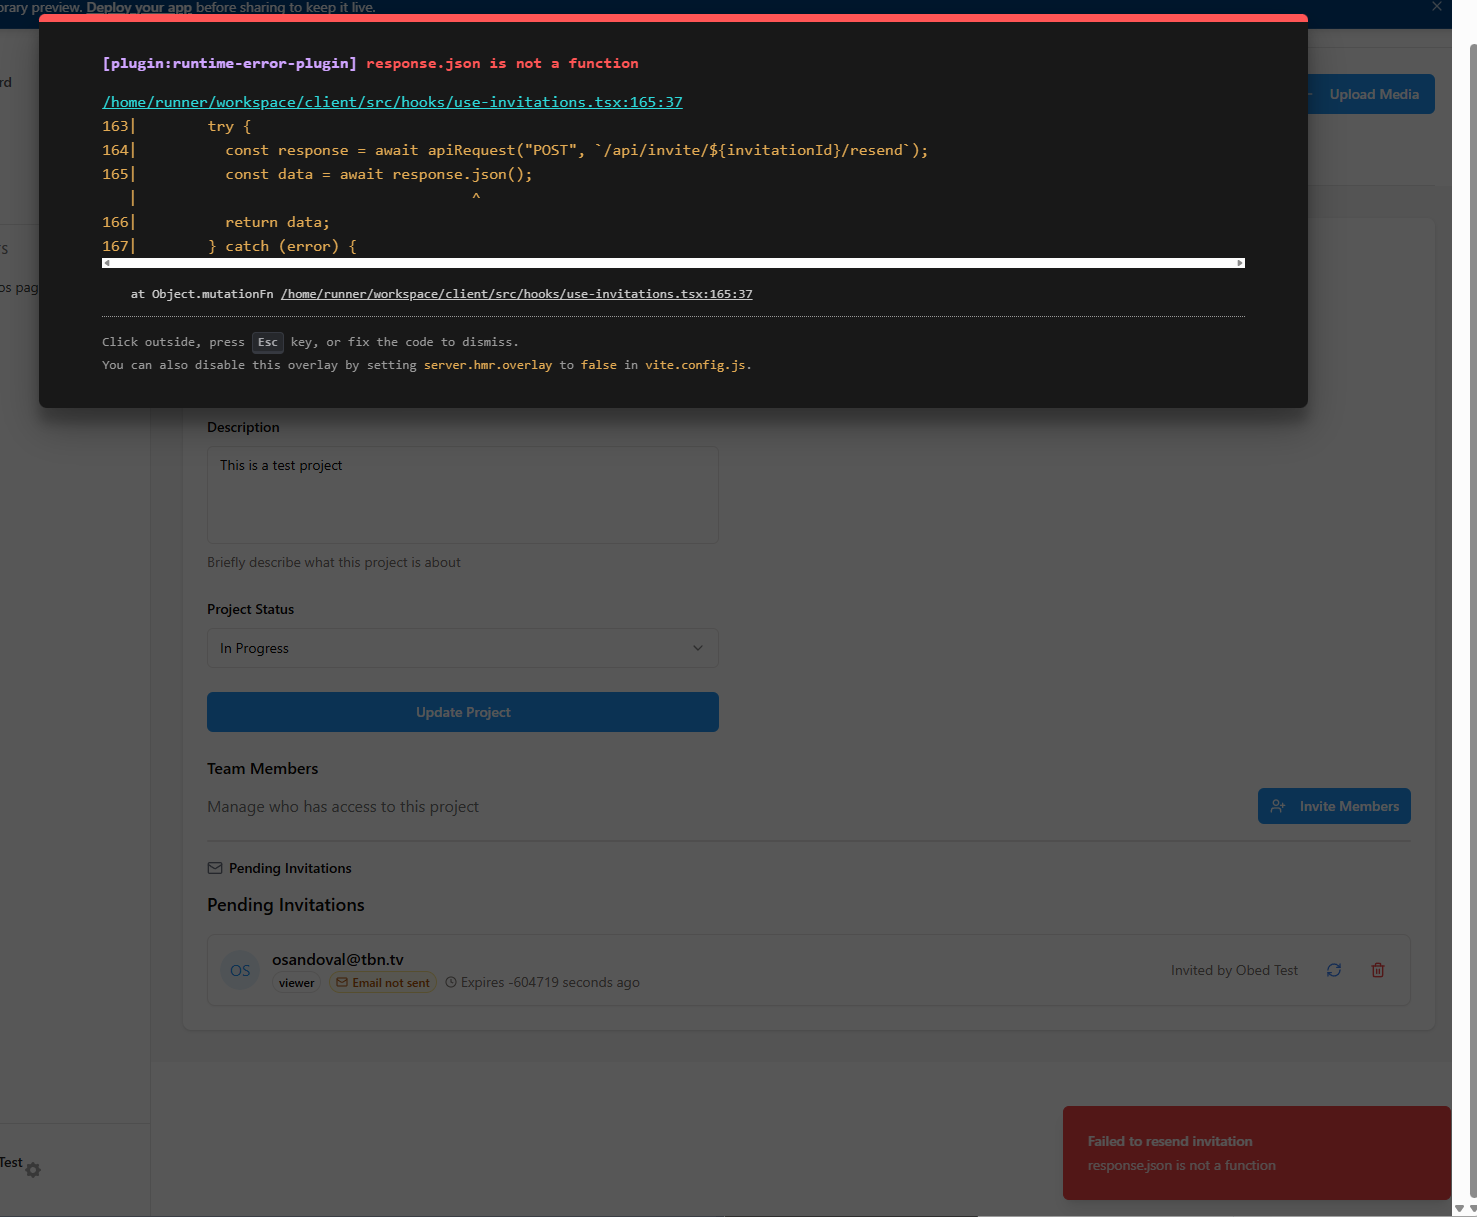 orary preview. Deploy your app before sharing to keep it live.
[plugin:runtime-error-plugin] response.json is not a function
/home/runner/workspace/client/src/hooks/use-invitations.tsx:165:37
163|        try {
164|          const response = await apiRequest("POST", `/api/invite/${invitationId}/resend`);
165|          const data = await response.json();
   |                                      ^
166|          return data;
167|        } catch (error) {
at Object.mutationFn /home/runner/workspace/client/src/hooks/use-invitations.tsx:165:37
Click outside, press Esc key, or fix the code to dismiss.
You can also disable this overlay by setting server.hmr.overlay to false in vite.config.js.
rd
Upload Media
rs
os pag
Description
This is a test project
Briefly describe what this project is about
Project Status
In Progress
Update Project
Team Members
Manage who has access to this project
Invite Members
Pending Invitations
Pending Invitations
OS
osandoval@tbn.tv
viewer Email not sent Expires -604719 seconds ago
Invited by Obed Test
Test
Failed to resend invitation
response.json is not a function